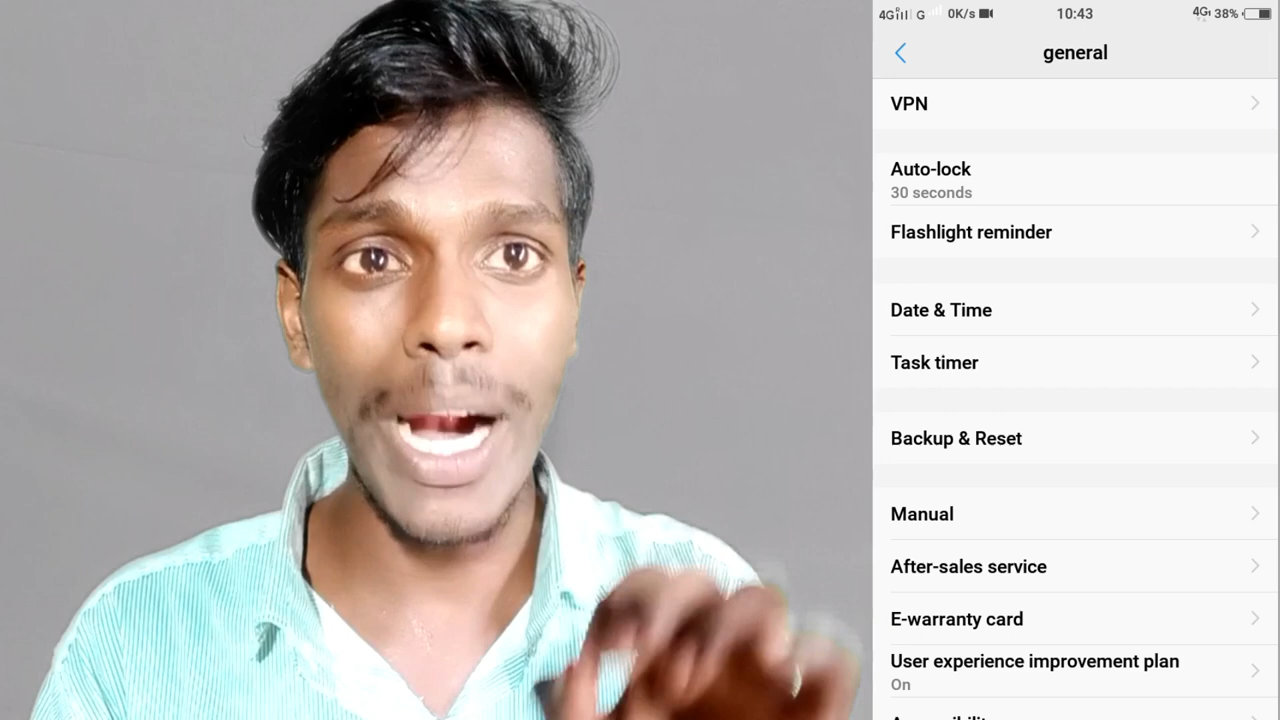 4G G 0K/s 10:43 4G 38%
general
VPN
Auto-lock
30 seconds
Flashlight reminder
Date & Time
Task timer
Backup & Reset
Manual
After-sales service
E-warranty card
User experience improvement plan
On